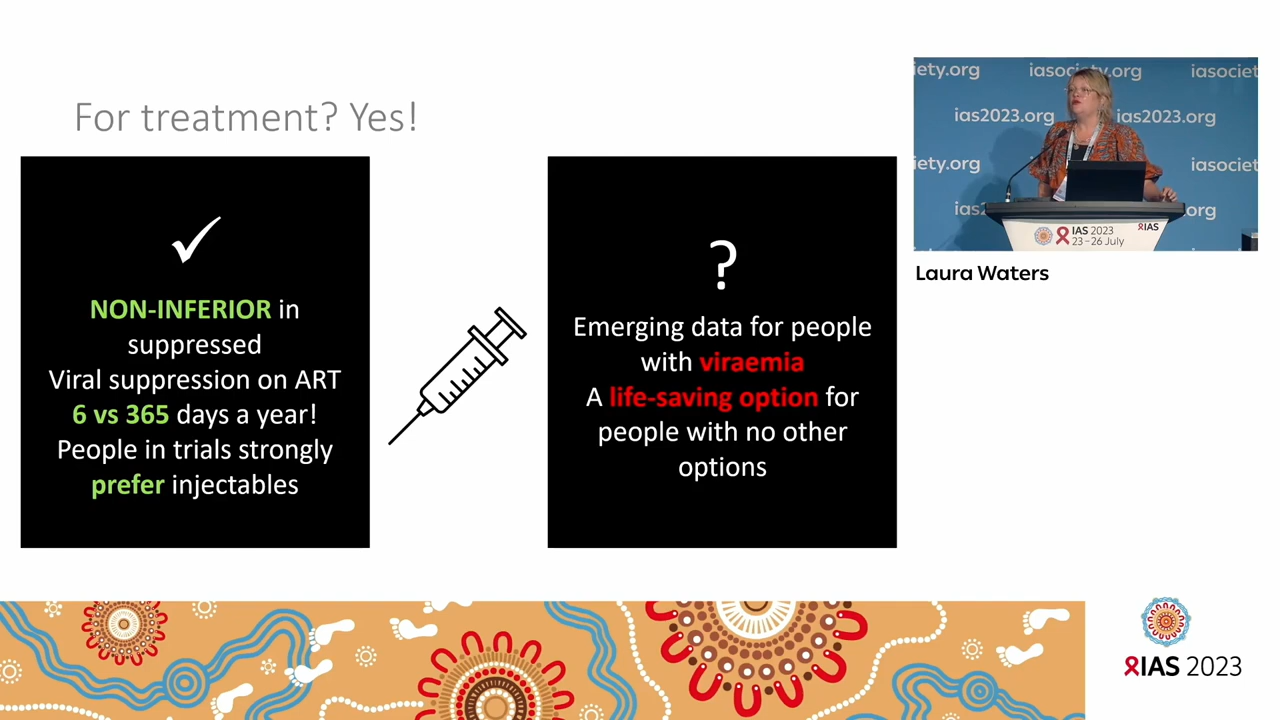 For treatment? Yes!
✓
NON-INFERIOR in
suppressed
Viral suppression on ART
6 vs 365 days a year!
People in trials strongly
prefer injectables
?
Emerging data for people
with viraemia
A life-saving option for
people with no other
options
iety.org iasociety.org iasociet
ias2023.org ias2023.org
ciety.org iasociet
ias org
IAS 2023
23–26 July
IAS
Laura Waters
IAS 2023